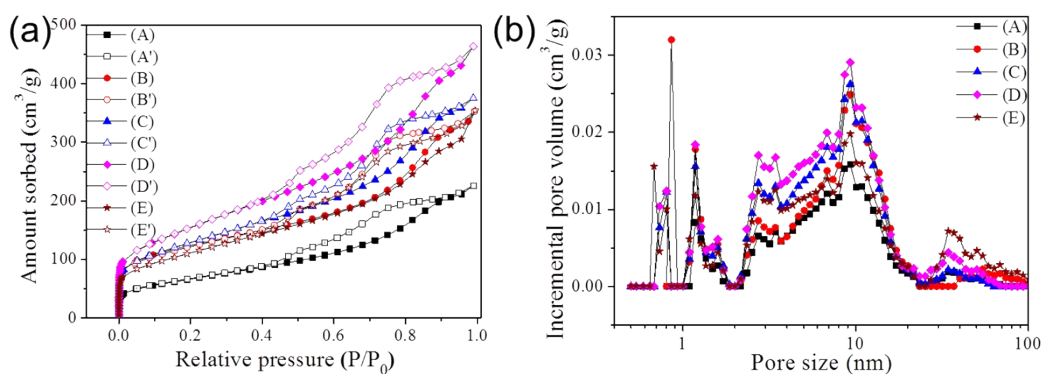 (a)
500
400
300
200
100
0
0.0 0.2 0.4 0.6 0.8 1.0
Amount sorbed (cm³/g)
Relative pressure (P/P₀)
(A)
(A')
(B)
(B')
(C)
(C')
(D)
(D')
(E)
(E')
(b)
0.03
0.02
0.01
0.00
1 10 100
Incremental pore volume (cm³/g)
Pore size (nm)
(A)
(B)
(C)
(D)
(E)